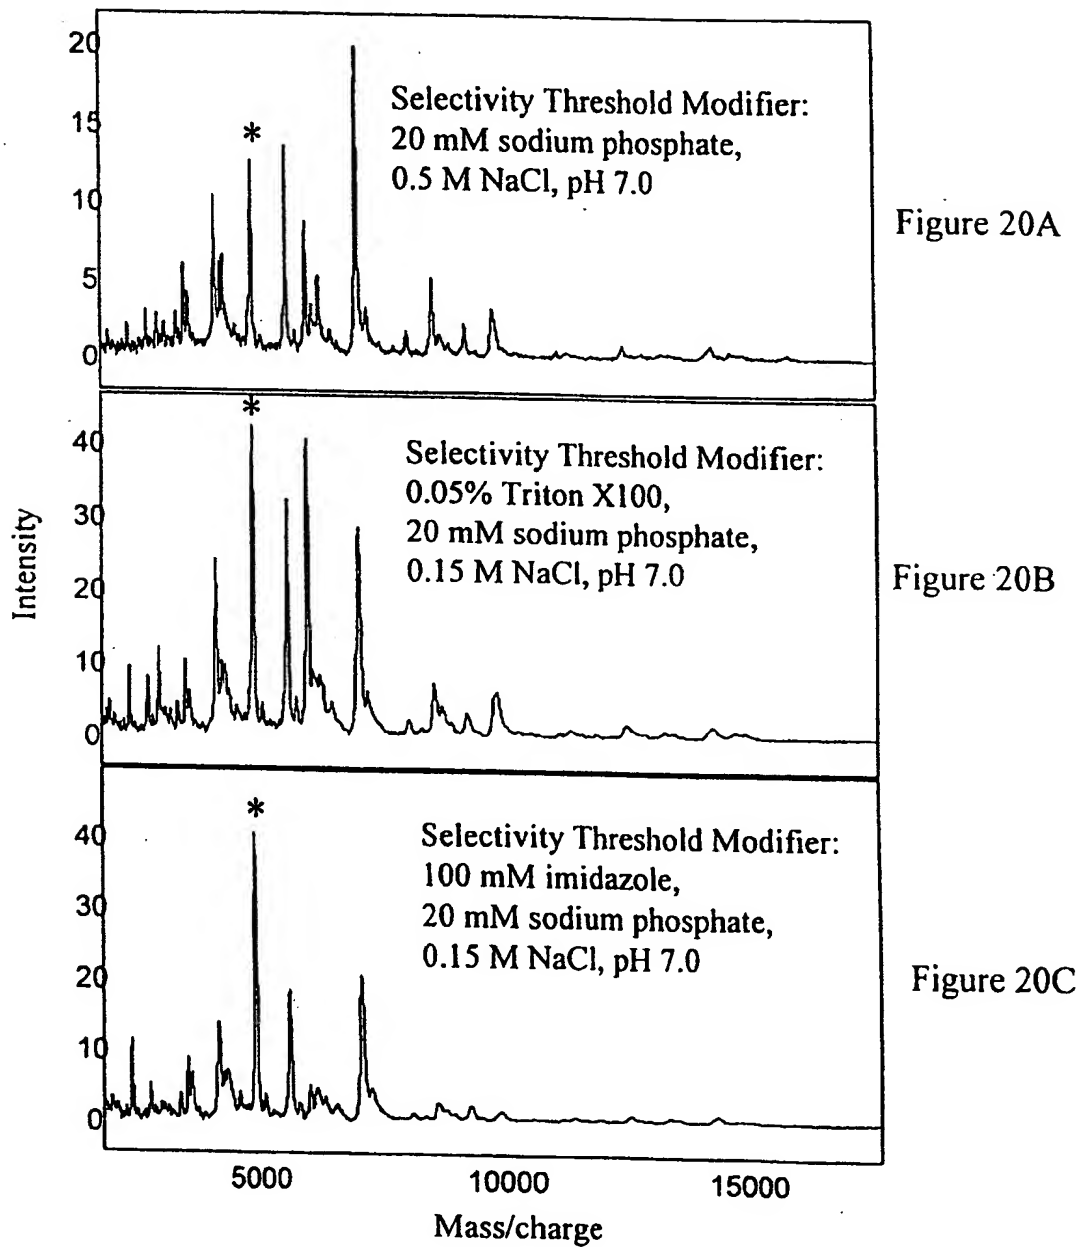 20
15
10
5
0
*
Selectivity Threshold Modifier:
20 mM sodium phosphate,
0.5 M NaCl, pH 7.0
Figure 20A
40
30
20
10
0
*
Selectivity Threshold Modifier:
0.05% Triton X100,
20 mM sodium phosphate,
0.15 M NaCl, pH 7.0
Figure 20B
Intensity
40
30
20
10
0
*
Selectivity Threshold Modifier:
100 mM imidazole,
20 mM sodium phosphate,
0.15 M NaCl, pH 7.0
Figure 20C
5000
10000
15000
Mass/charge